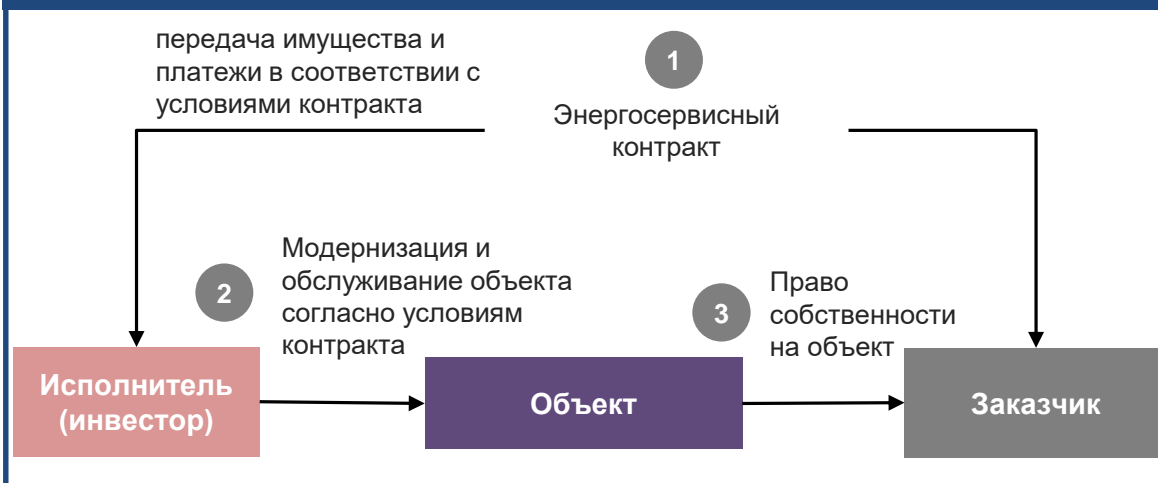 передача имущества и
платежи в соответствии с
условиями контракта
1
Энергосервисный
контракт
2
Модернизация и
обслуживание объекта
согласно условиям
контракта
3
Право
собственности
на объект
Исполнитель
(инвестор)
Объект
Заказчик